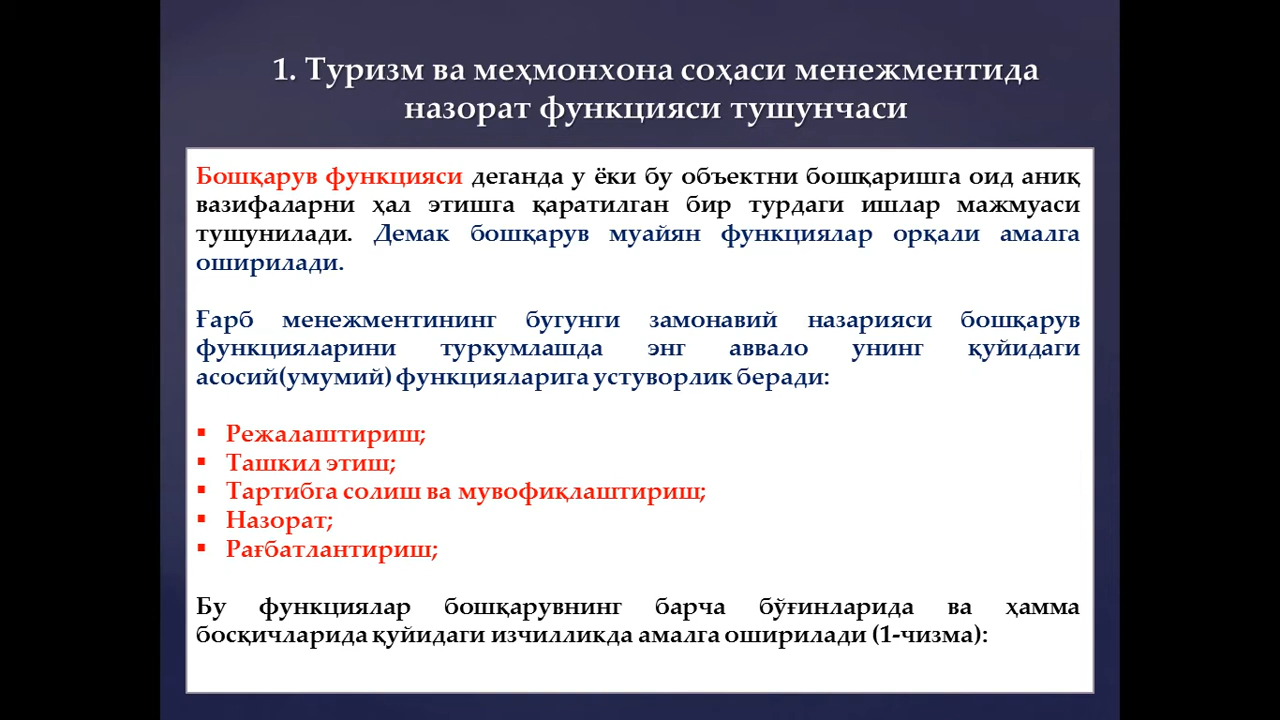 1. Туризм ва меҳмонхона соҳаси менежментида
назорат функцияси тушунчаси
Бошқарув функцияси деганда у ёки бу объектни бошқаришга оид аниқ
вазифаларни ҳал этишга қаратилган бир турдаги ишлар мажмуаси
тушунилади. Демак бошқарув муайян функциялар орқали амалга
оширилади.
Ғарб менежментининг бугунги замонавий назарияси бошқарув
функцияларини туркумлашда энг аввало унинг қуйидаги
асосий(умумий) функцияларига устуворлик беради:
▪ Режалаштириш;
▪ Ташкил этиш;
▪ Тартибга солиш ва мувофиқлаштириш;
▪ Назорат;
▪ Рағбатлантириш;
Бу функциялар бошқарувнинг барча бўғинларида ва ҳамма
босқичларида қуйидаги изчилликда амалга оширилади (1-чизма):